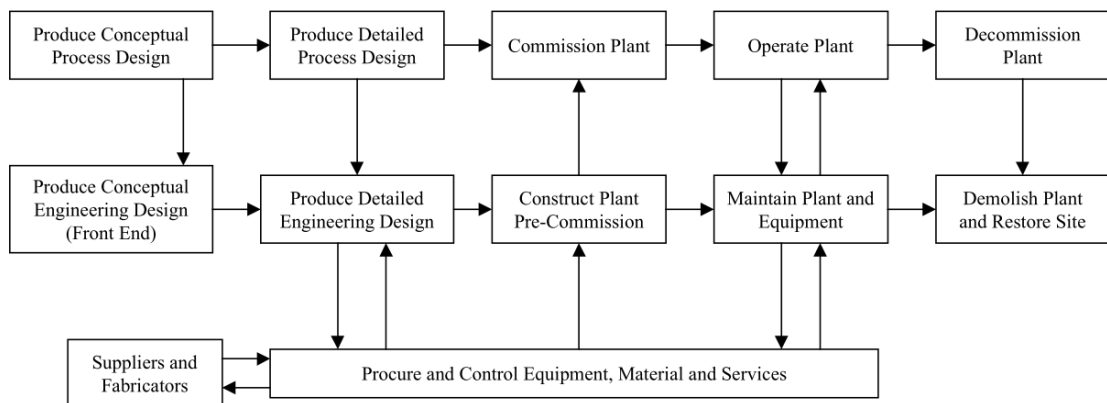 Produce Conceptual
Process Design
Produce Detailed
Process Design
Commission Plant
Operate Plant
Decommission
Plant
Produce Conceptual
Engineering Design
(Front End)
Produce Detailed
Engineering Design
Construct Plant
Pre-Commission
Maintain Plant and
Equipment
Demolish Plant
and Restore Site
Suppliers and
Fabricators
Procure and Control Equipment, Material and Services